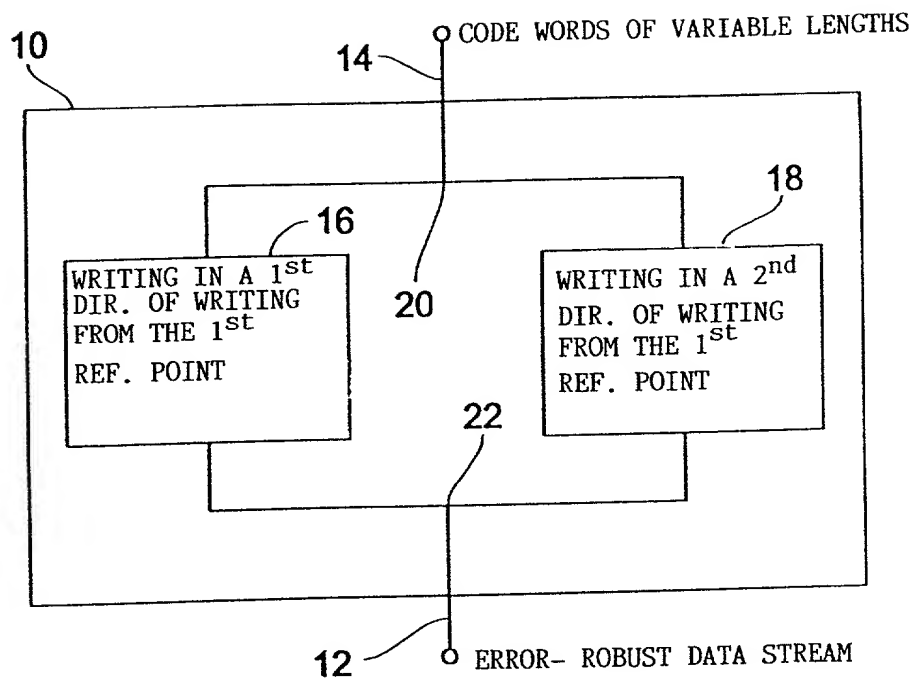 CODE WORDS OF VARIABLE LENGTHS
10
14
18
16
WRITING IN A 1st
DIR. OF WRITING
FROM THE 1st
REF. POINT
WRITING IN A 2nd
DIR. OF WRITING
FROM THE 1st
REF. POINT
20
22
12
ERROR- ROBUST DATA STREAM